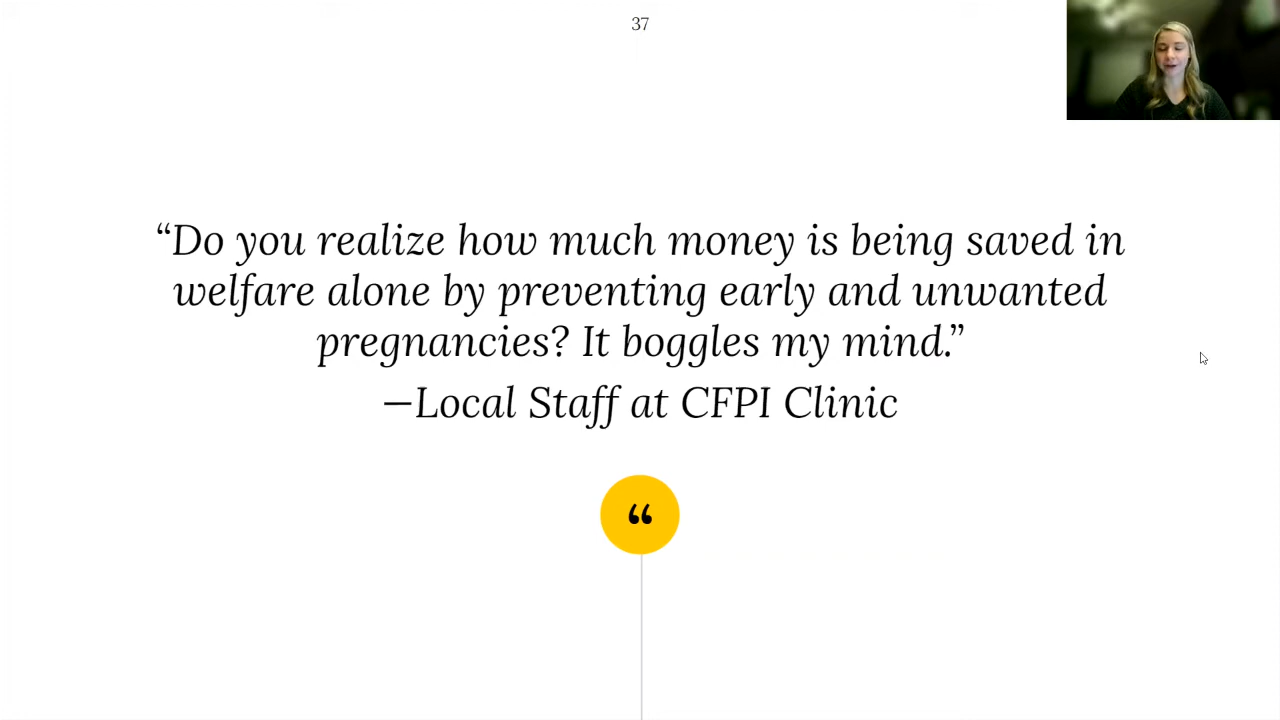 37
“Do you realize how much money is being saved in
welfare alone by preventing early and unwanted
pregnancies? It boggles my mind.”
—Local Staff at CFPI Clinic
“